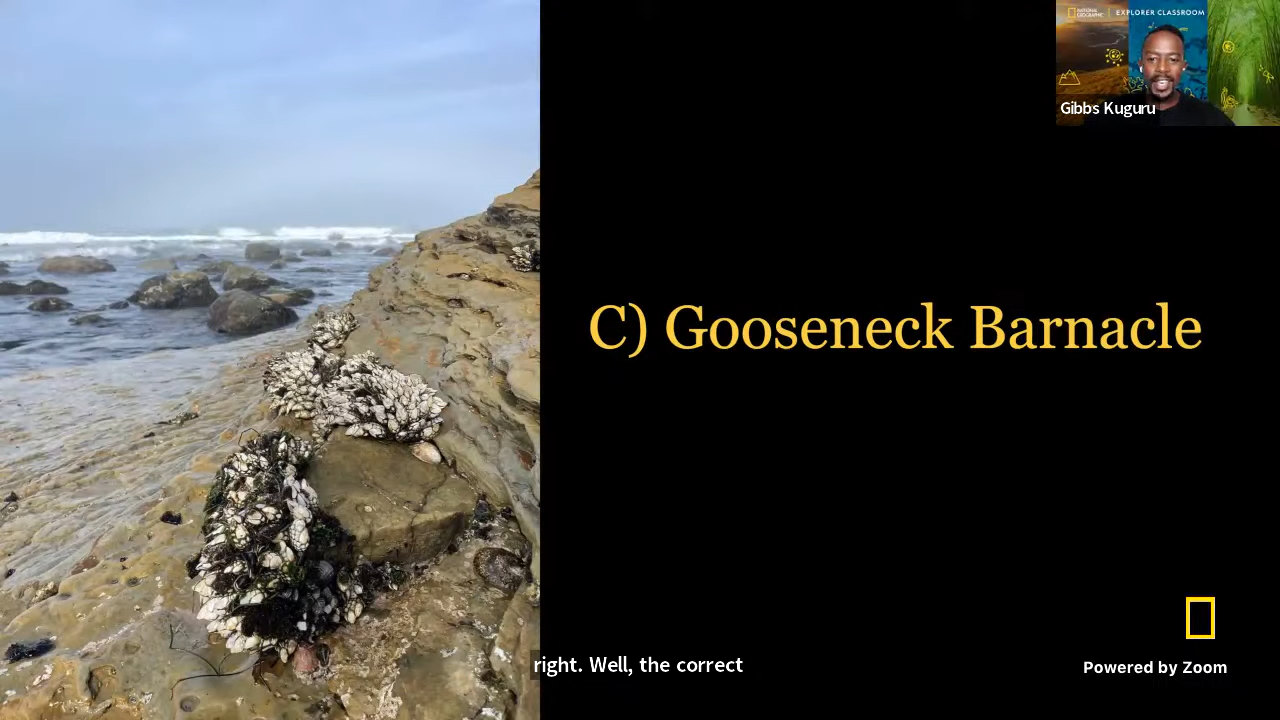 NATIONAL GEOGRAPHIC
EXPLORER CLASSROOM
Gibbs Kuguru
C) Gooseneck Barnacle
right. Well, the correct
Powered by Zoom